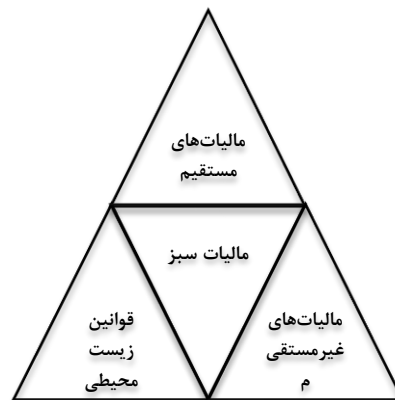 مالیات‌های
مستقیم
مالیات سبز
مالیات‌های
غیرمستقی
م
قوانین
زیست
محیطی